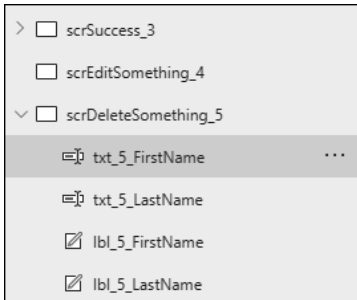 scrSuccess_3
scrEditSomething_4
scrDeleteSomething_5
txt_5_FirstName
txt_5_LastName
lbl_5_FirstName
lbl_5_LastName